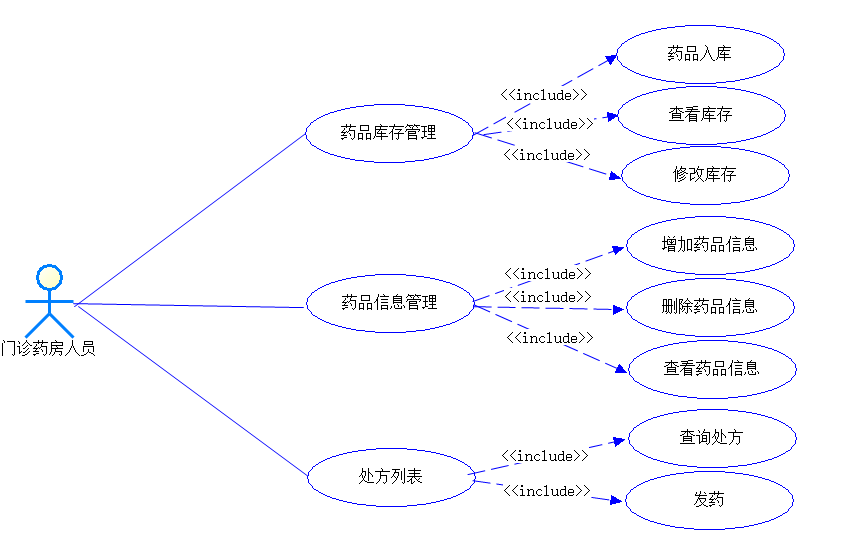 药品入库
<<include>>
查看库存
<<include>>
药品库存管理
<<include>>
修改库存
增加药品信息
<<include>>
<<include>>
药品信息管理
删除药品信息
<<include>>
门诊药房人员
查看药品信息
查询处方
<<include>>
处方列表
<<include>>
发药